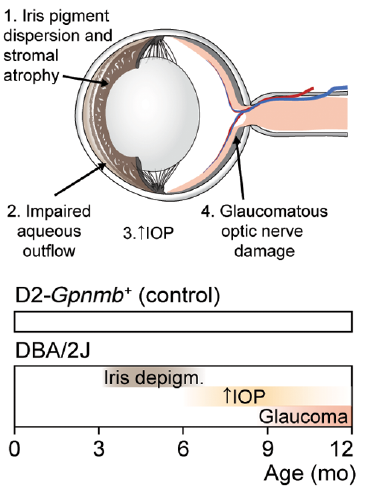 1. Iris pigment
dispersion and
stromal
atrophy
2. Impaired
aqueous
outflow
3.↑IOP
4. Glaucomatous
optic nerve
damage
D2-Gpnmb⁺ (control)
DBA/2J
Iris depigm.
↑IOP
Glaucoma
0 3 6 9 12
Age (mo)